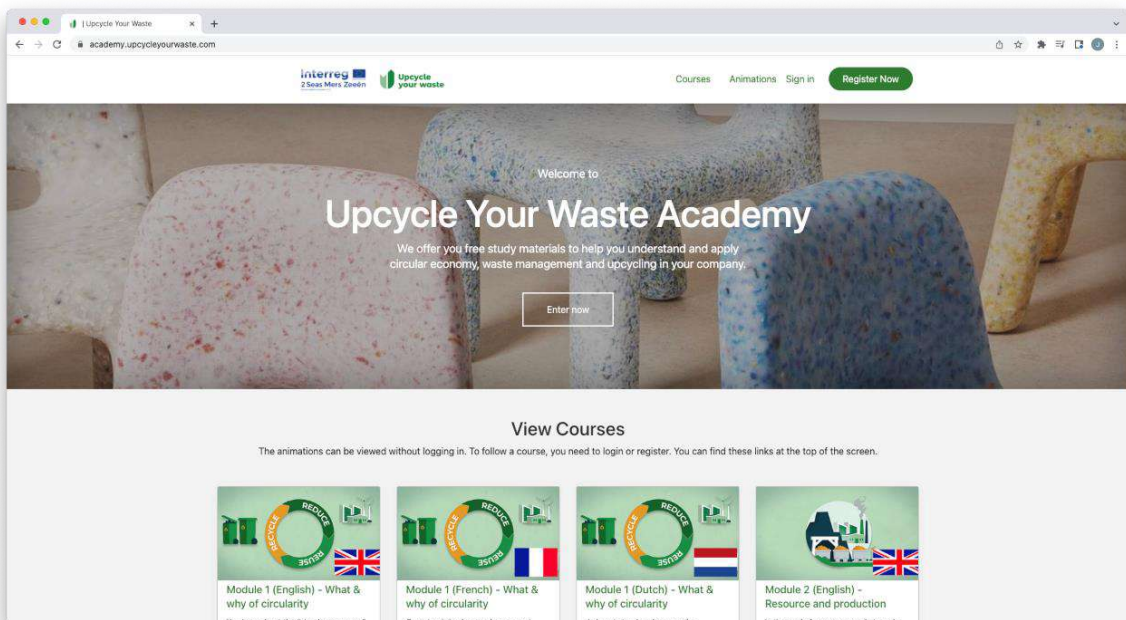 | Upcycle Your Waste
academy.upcycleyourwaste.com
Interreg
2 Seas Mers Zeeën
Upcycle
your waste
Courses
Animations
Sign in
Register Now
Welcome to
Upcycle Your Waste Academy
We offer you free study materials to help you understand and apply
circular economy, waste management and upcycling in your company.
Enter now
View Courses
The animations can be viewed without logging in. To follow a course, you need to login or register. You can find these links at the top of the screen.
REDUCE
RECYCLE
REUSE
REDUCE
RECYCLE
REUSE
REDUCE
RECYCLE
REUSE
Module 1 (English) - What &
why of circularity
Module 1 (French) - What &
why of circularity
Module 1 (Dutch) - What &
why of circularity
Module 2 (English) -
Resource and production